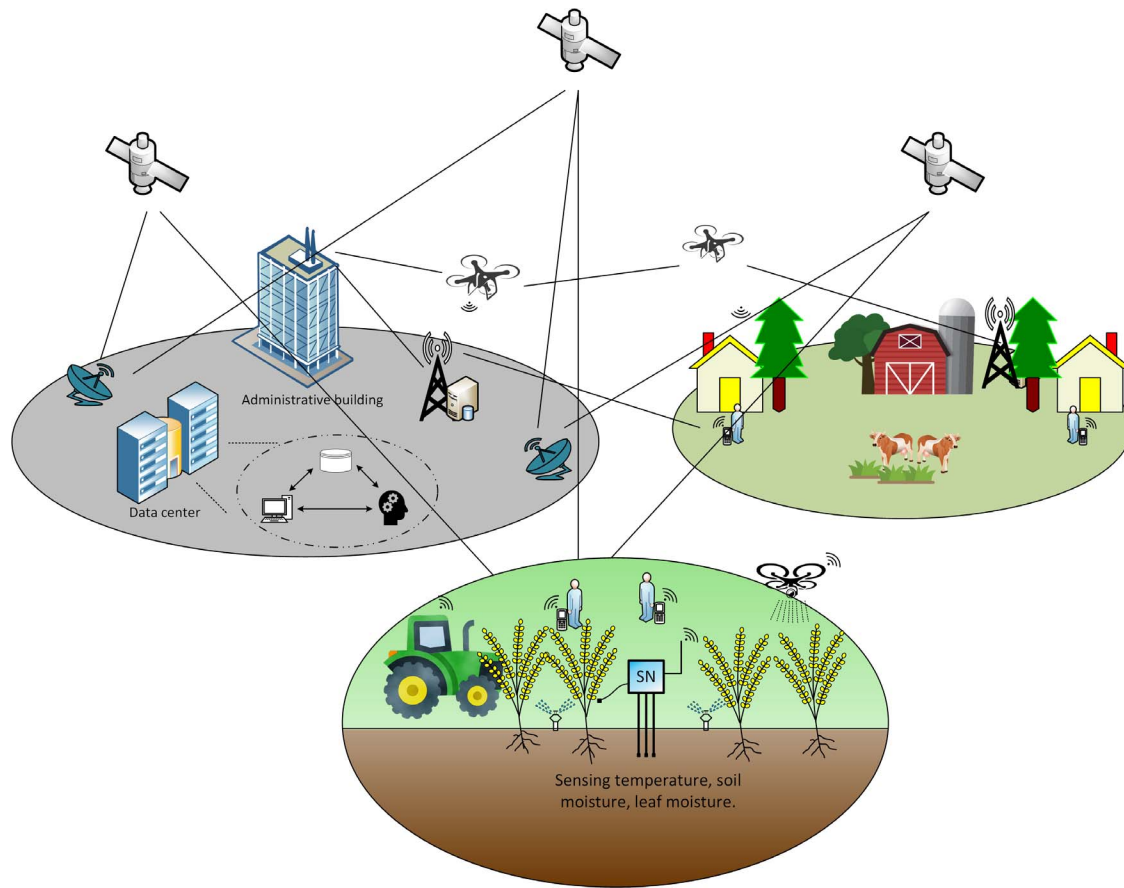 Administrative building
Data center
SN
Sensing temperature, soil
moisture, leaf moisture.